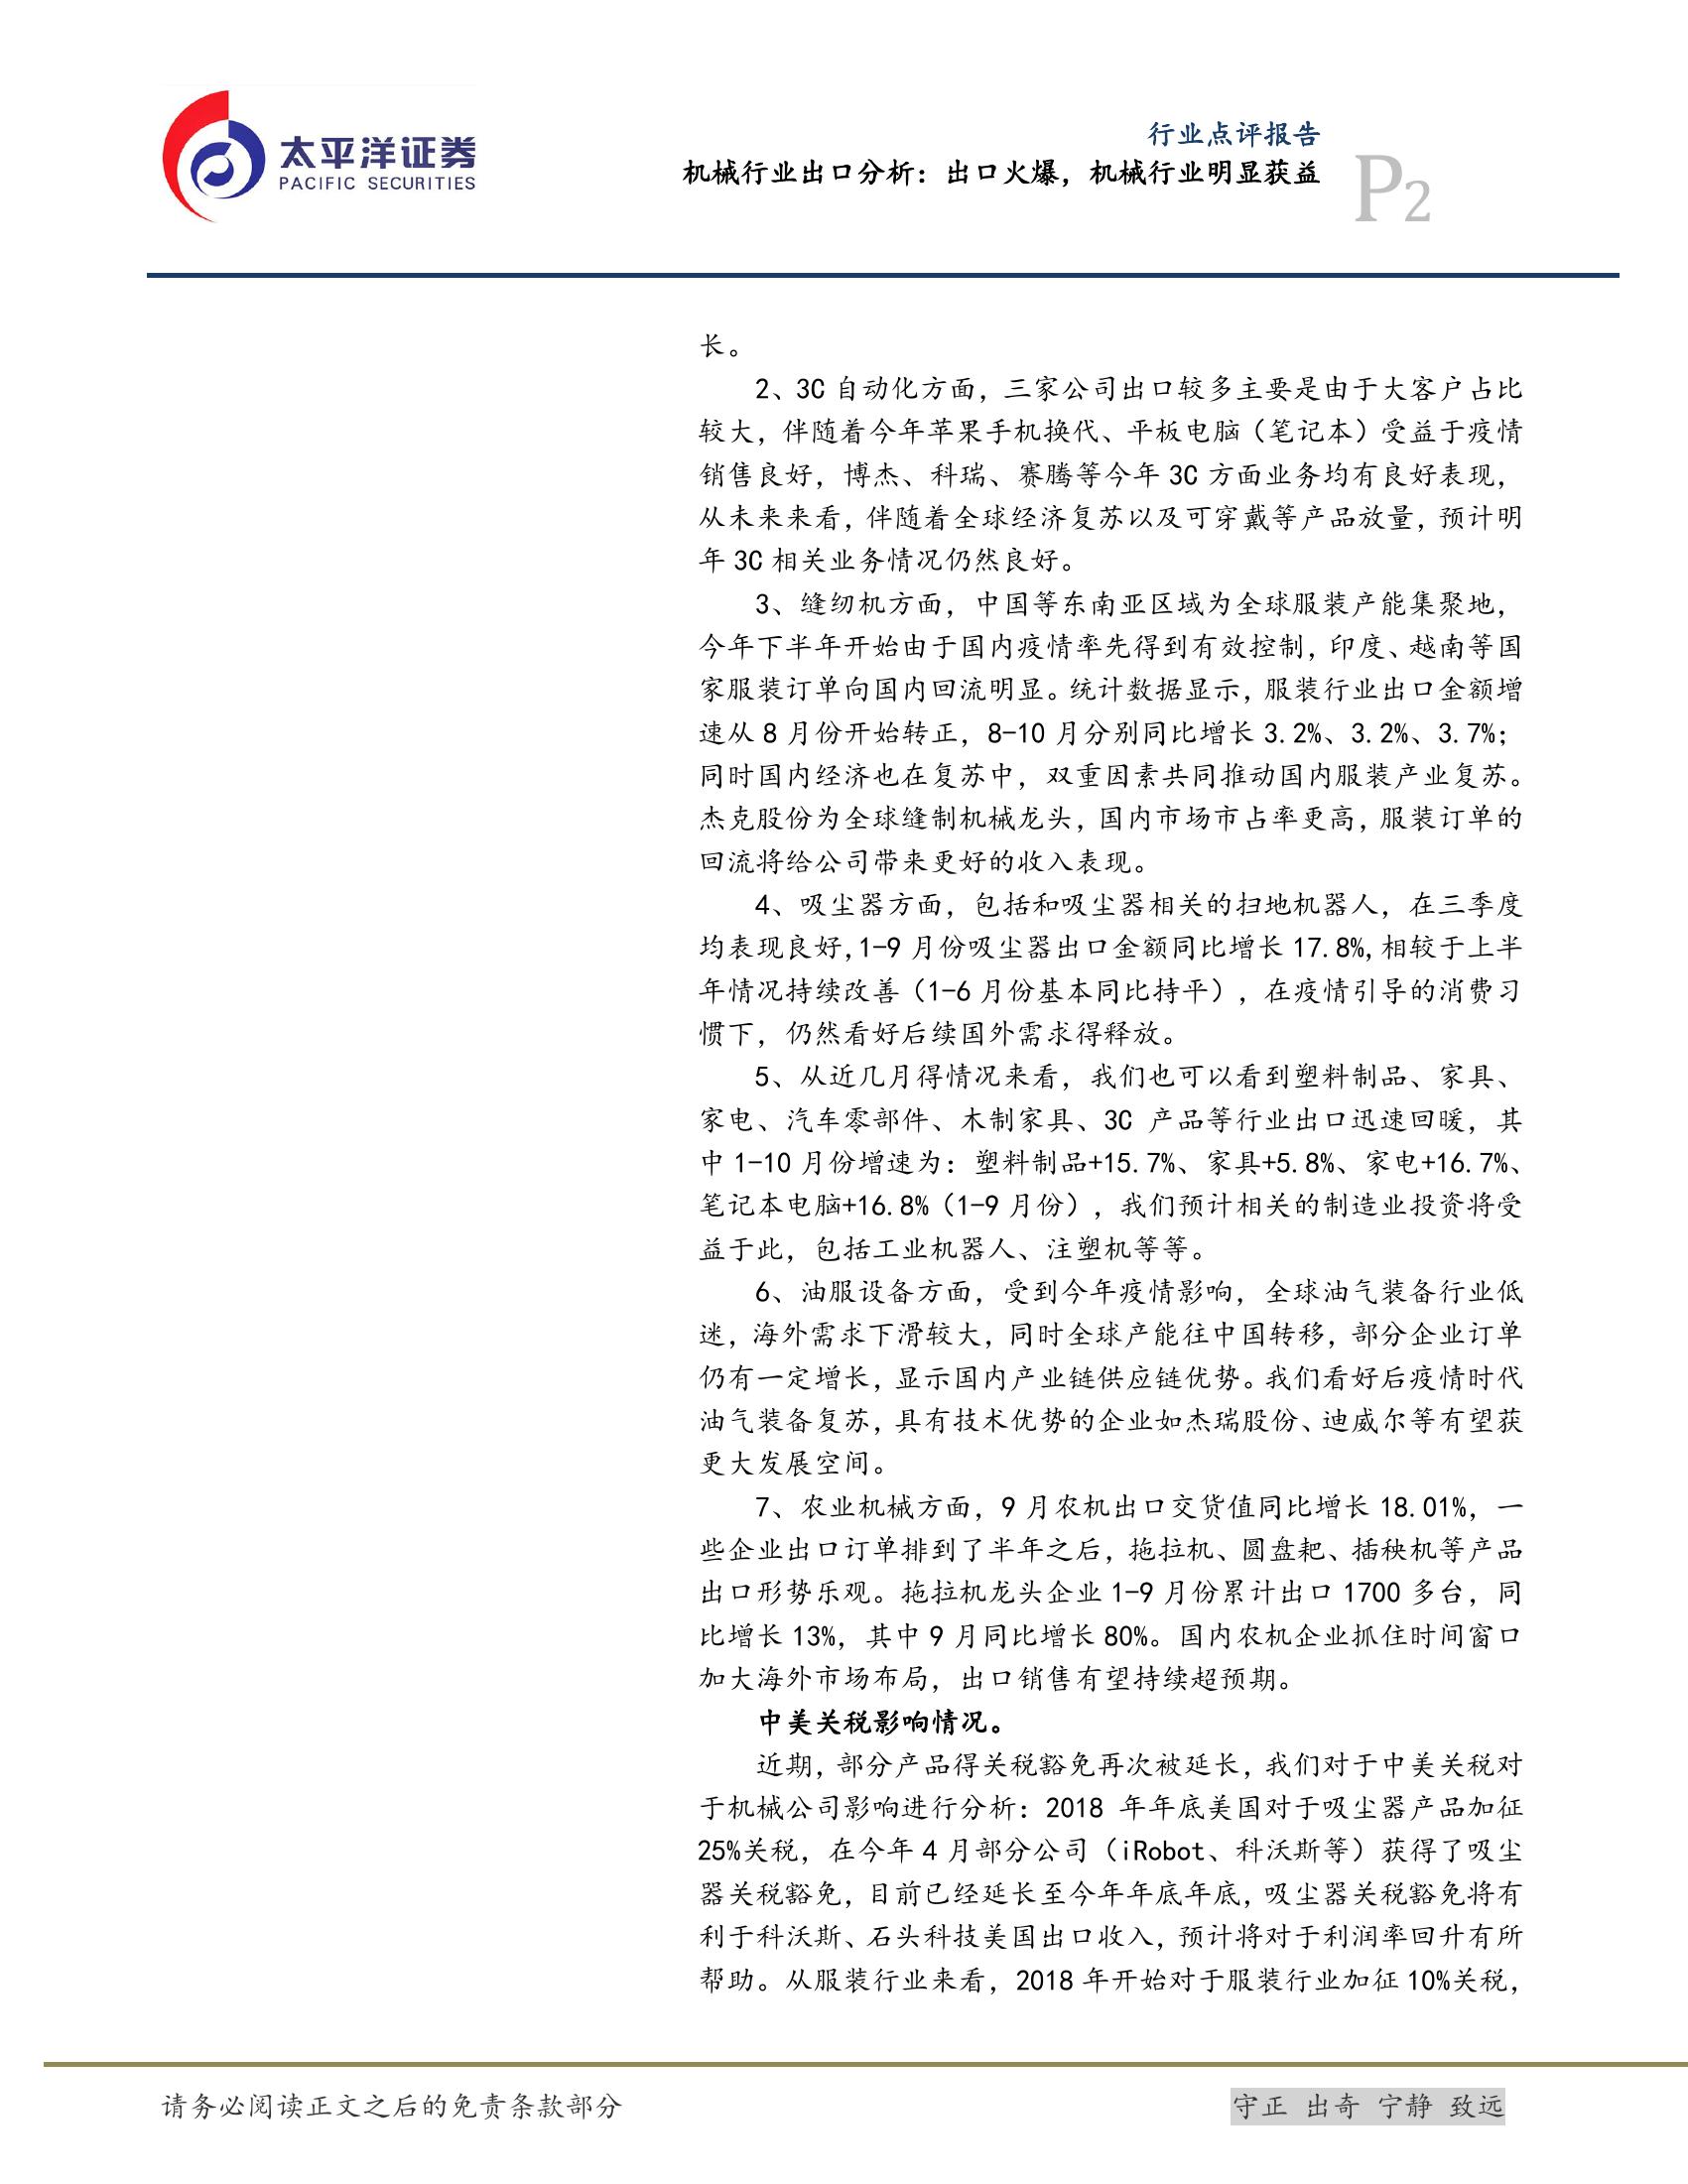 太平洋证券
PACIFIC SECURITIES
行业点评报告
机械行业出口分析：出口火爆，机械行业明显获益
P2
长。
2、3C自动化方面，三家公司出口较多主要是由于大客户占比
较大，伴随着今年苹果手机换代、平板电脑（笔记本）受益于疫情
销售良好，博杰、科瑞、赛腾等今年3C方面业务均有良好表现，
从未来来看，伴随着全球经济复苏以及可穿戴等产品放量，预计明
年3C相关业务情况仍然良好。
3、缝纫机方面，中国等东南亚区域为全球服装产能集聚地，
今年下半年开始由于国内疫情率先得到有效控制，印度、越南等国
家服装订单向国内回流明显。统计数据显示，服装行业出口金额增
速从8月份开始转正，8-10月分别同比增长3.2%、3.2%、3.7%；
同时国内经济也在复苏中，双重因素共同推动国内服装产业复苏。
杰克股份为全球缝制机械龙头，国内市场市占率更高，服装订单的
回流将给公司带来更好的收入表现。
4、吸尘器方面，包括和吸尘器相关的扫地机器人，在三季度
均表现良好,1-9月份吸尘器出口金额同比增长17.8%,相较于上半
年情况持续改善（1-6月份基本同比持平），在疫情引导的消费习
惯下，仍然看好后续国外需求得释放。
5、从近几月得情况来看，我们也可以看到塑料制品、家具、
家电、汽车零部件、木制家具、3C 产品等行业出口迅速回暖，其
中1-10月份增速为：塑料制品+15.7%、家具+5.8%、家电+16.7%、
笔记本电脑+16.8%（1-9月份），我们预计相关的制造业投资将受
益于此，包括工业机器人、注塑机等等。
6、油服设备方面，受到今年疫情影响，全球油气装备行业低
迷，海外需求下滑较大，同时全球产能往中国转移，部分企业订单
仍有一定增长，显示国内产业链供应链优势。我们看好后疫情时代
油气装备复苏，具有技术优势的企业如杰瑞股份、迪威尔等有望获
更大发展空间。
7、农业机械方面，9月农机出口交货值同比增长18.01%，一
些企业出口订单排到了半年之后，拖拉机、圆盘耙、插秧机等产品
出口形势乐观。拖拉机龙头企业1-9月份累计出口1700多台，同
比增长13%，其中9月同比增长80%。国内农机企业抓住时间窗口
加大海外市场布局，出口销售有望持续超预期。
中美关税影响情况。
近期，部分产品得关税豁免再次被延长，我们对于中美关税对
于机械公司影响进行分析：2018 年年底美国对于吸尘器产品加征
25%关税，在今年4月部分公司（iRobot、科沃斯等）获得了吸尘
器关税豁免，目前已经延长至今年年底年底，吸尘器关税豁免将有
利于科沃斯、石头科技美国出口收入，预计将对于利润率回升有所
帮助。从服装行业来看，2018年开始对于服装行业加征10%关税，
请务必阅读正文之后的免责条款部分
守正 出奇 宁静 致远